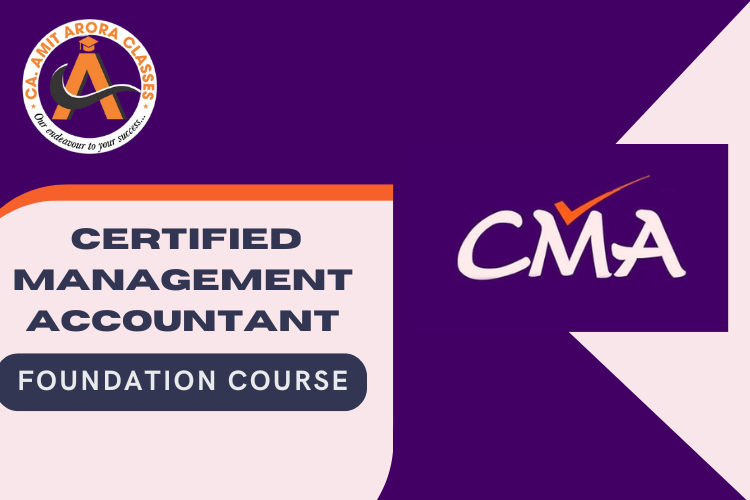 CA. AMIT ARORA CLASSES
A
Our endeavour to your success...
CERTIFIED
MANAGEMENT
ACCOUNTANT
FOUNDATION COURSE
CMA